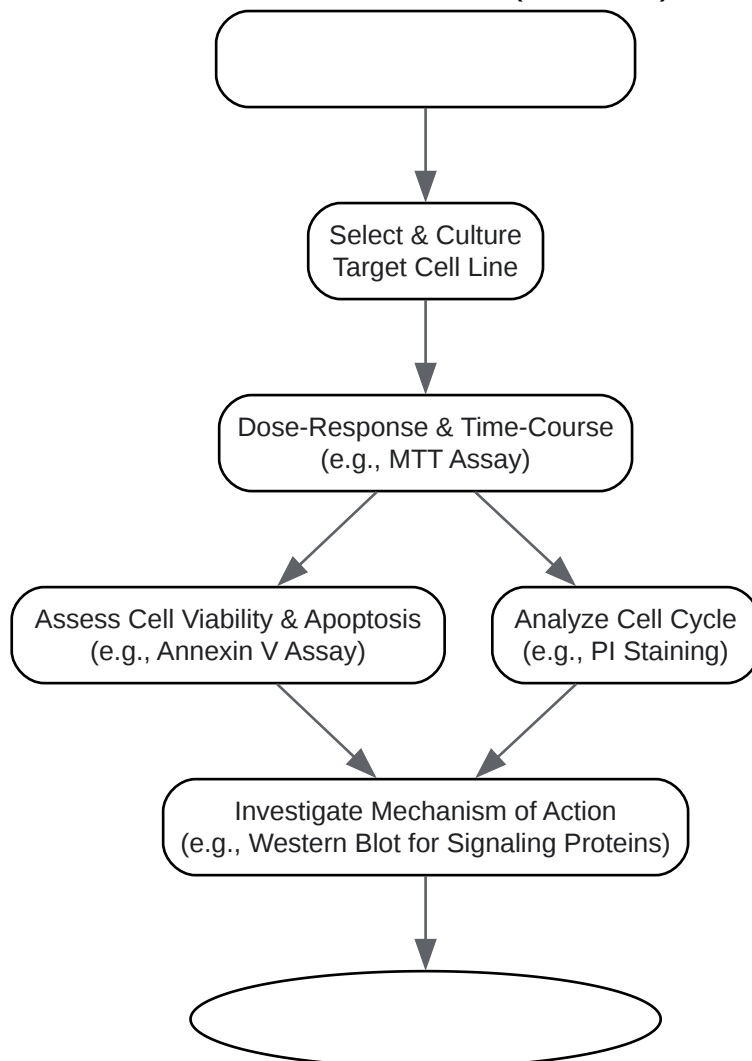 Select & Culture
Target Cell Line
Dose-Response & Time-Course
(e.g., MTT Assay)
Assess Cell Viability & Apoptosis
(e.g., Annexin V Assay)
Analyze Cell Cycle
(e.g., PI Staining)
Investigate Mechanism of Action
(e.g., Western Blot for Signaling Proteins)